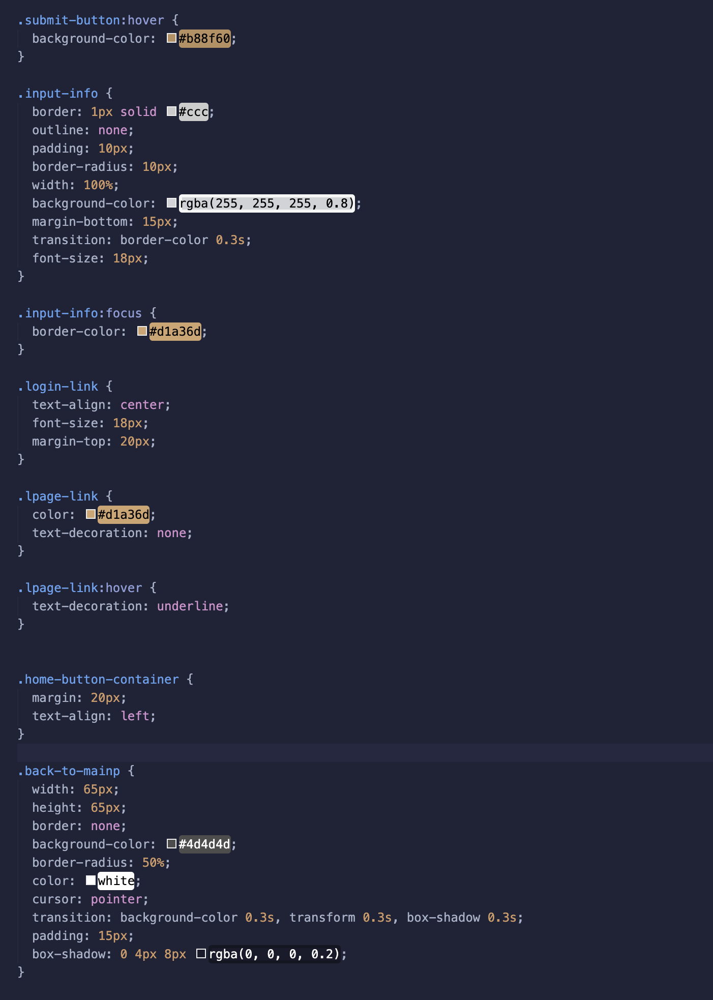 .submit-button:hover {
  background-color: #b88f60;
}

.input-info {
  border: 1px solid #ccc;
  outline: none;
  padding: 10px;
  border-radius: 10px;
  width: 100%;
  background-color: rgba(255, 255, 255, 0.8);
  margin-bottom: 15px;
  transition: border-color 0.3s;
  font-size: 18px;
}

.input-info:focus {
  border-color: #d1a36d;
}

.login-link {
  text-align: center;
  font-size: 18px;
  margin-top: 20px;
}

.lpage-link {
  color: #d1a36d;
  text-decoration: none;
}

.lpage-link:hover {
  text-decoration: underline;
}


.home-button-container {
  margin: 20px;
  text-align: left;
}

.back-to-mainp {
  width: 65px;
  height: 65px;
  border: none;
  background-color: #4d4d4d;
  border-radius: 50%;
  color: white;
  cursor: pointer;
  transition: background-color 0.3s, transform 0.3s, box-shadow 0.3s;
  padding: 15px;
  box-shadow: 0 4px 8px rgba(0, 0, 0, 0.2);
}